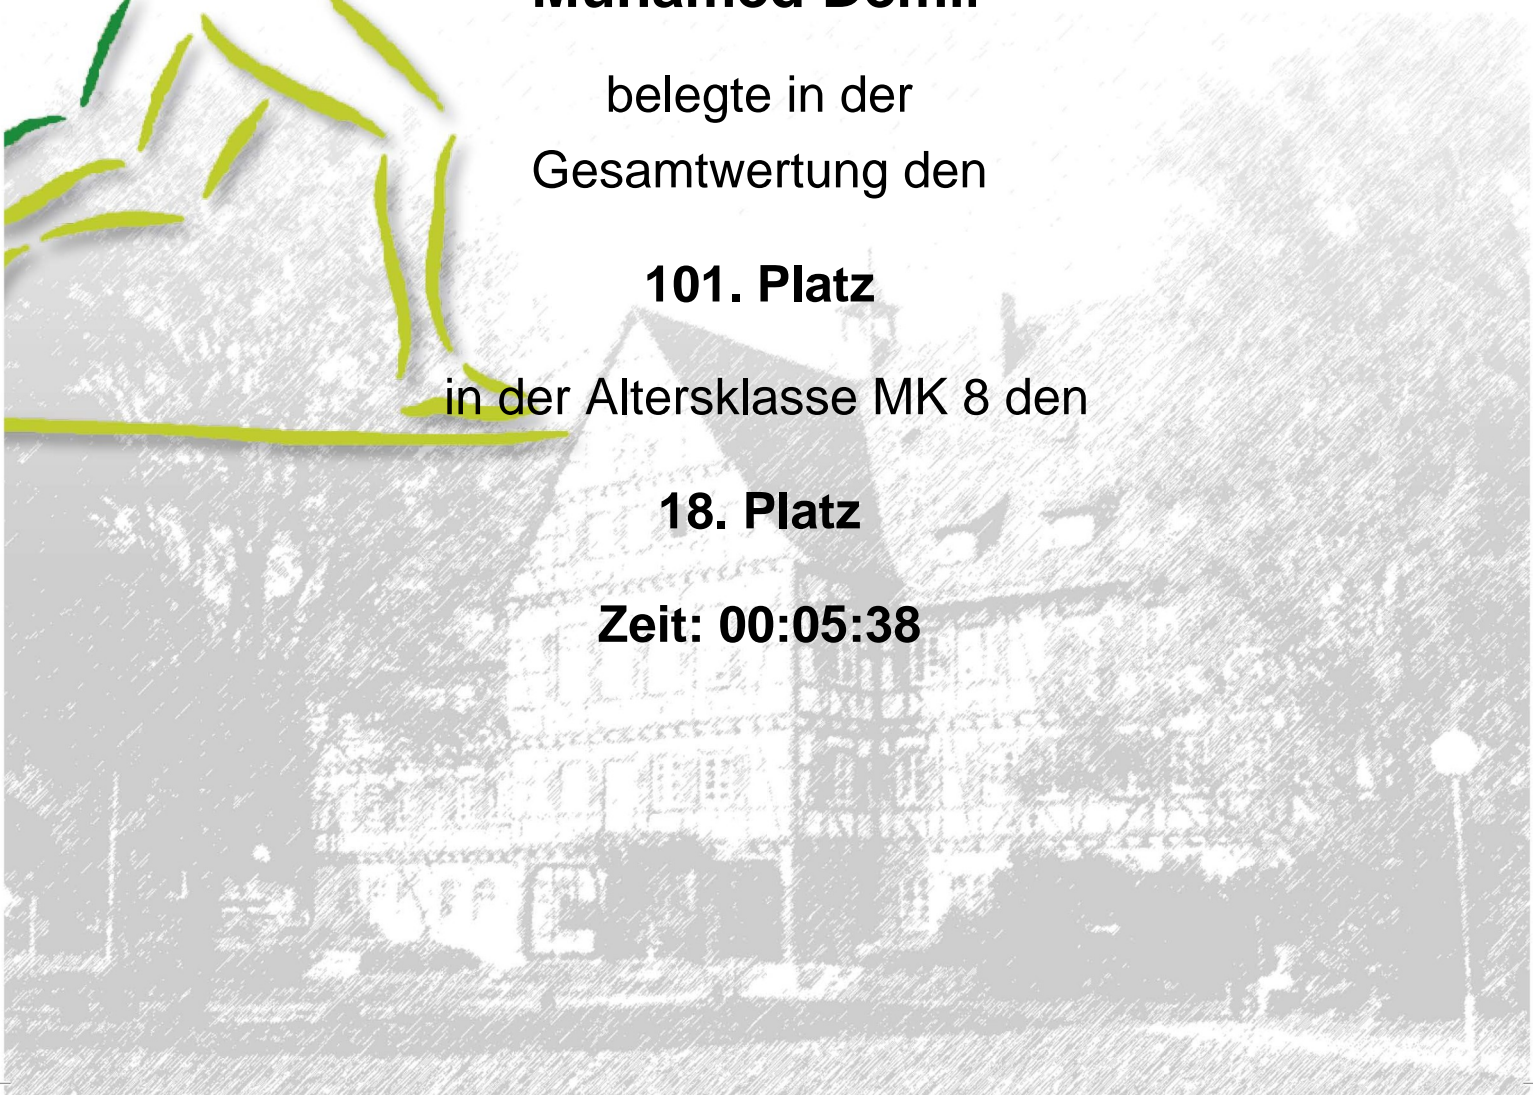 belegte in der
Gesamtwertung den
101. Platz
in der Altersklasse MK 8 den
18. Platz
Zeit: 00:05:38